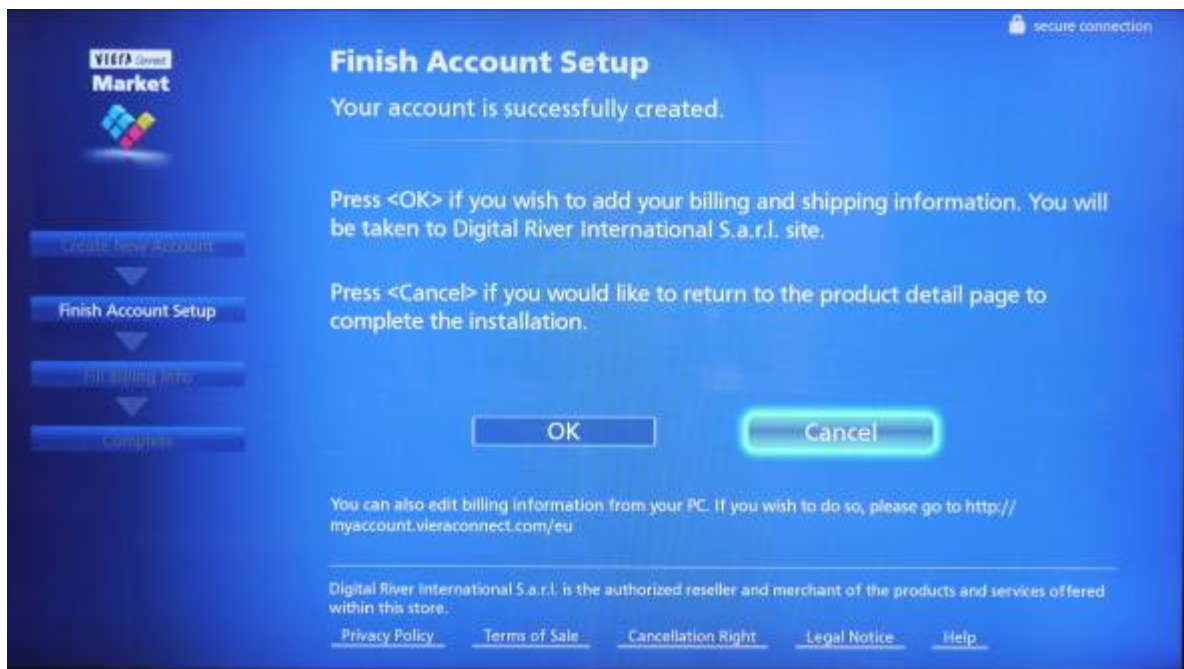 secure connection
VIERA Connect
Market
Finish Account Setup
Your account is successfully created.
Press <OK> if you wish to add your billing and shipping information. You will
be taken to Digital River International S.a.r.l. site.
Create New Account
Press <Cancel> if you would like to return to the product detail page to
complete the installation.
Finish Account Setup
Fill Billing Info
Complete
OK
Cancel
You can also edit billing information from your PC. If you wish to do so, please go to http://
myaccount.vieraconnect.com/eu
Digital River International S.a.r.l. is the authorized reseller and merchant of the products and services offered
within this store.
Privacy Policy Terms of Sale Cancellation Right Legal Notice Help